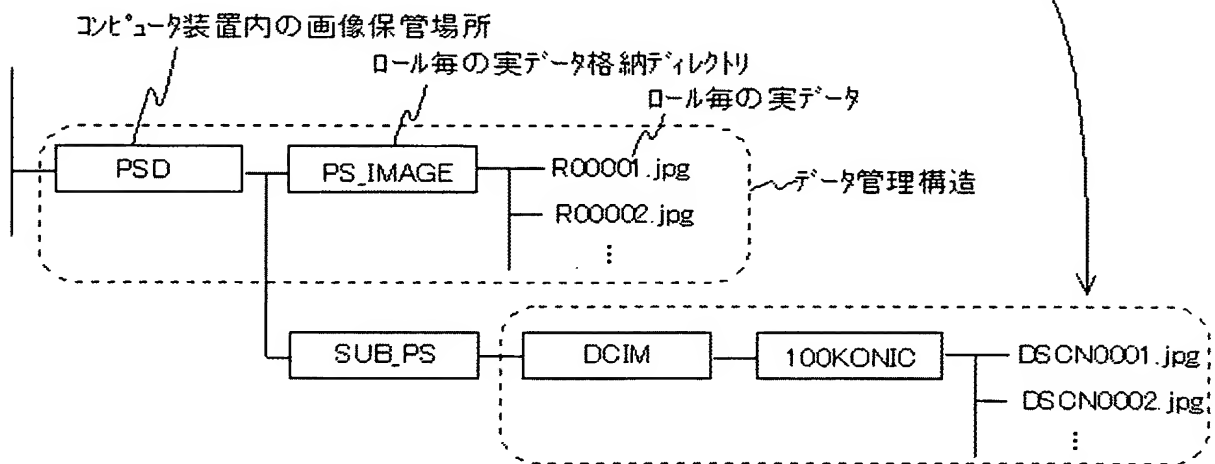 コンピュータ装置内の画像保管場所
ロール毎の実データ格納ディレクトリ
ロール毎の実データ
PSD
PS_IMAGE
R00001.jpg
データ管理構造
R00002.jpg
⋮
SUB_PS
DCIM
100KONIC
DSCN0001.jpg
DSCN0002.jpg
⋮